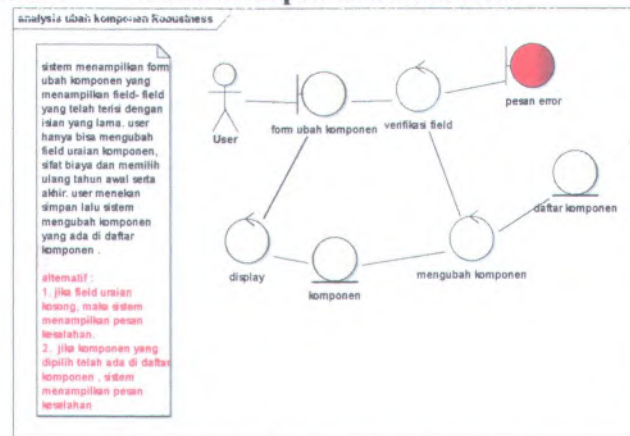 analysis ubah komponen Robustness
sistem menampilkan form
ubah komponen yang
menampilkan field- field
yang telah terisi dengan
isian yang lama. user
hanya bisa mengubah
field uraian komponen,
sifat biaya dan memilih
ulang tahun awal serta
akhir. user menekan
simpan lalu sistem
mengubah komponen
yang ada di daftar
komponen .
alternatif :
1. jika field uraian
kosong, maka sistem
menampilkan pesan
kesalahan.
2. jika komponen yang
dipilih telah ada di daftar
komponen , sistem
menampilkan pesan
kesalahan
User
form ubah komponen
verifikasi field
pesan error
daftar komponen
display
komponen
mengubah komponen